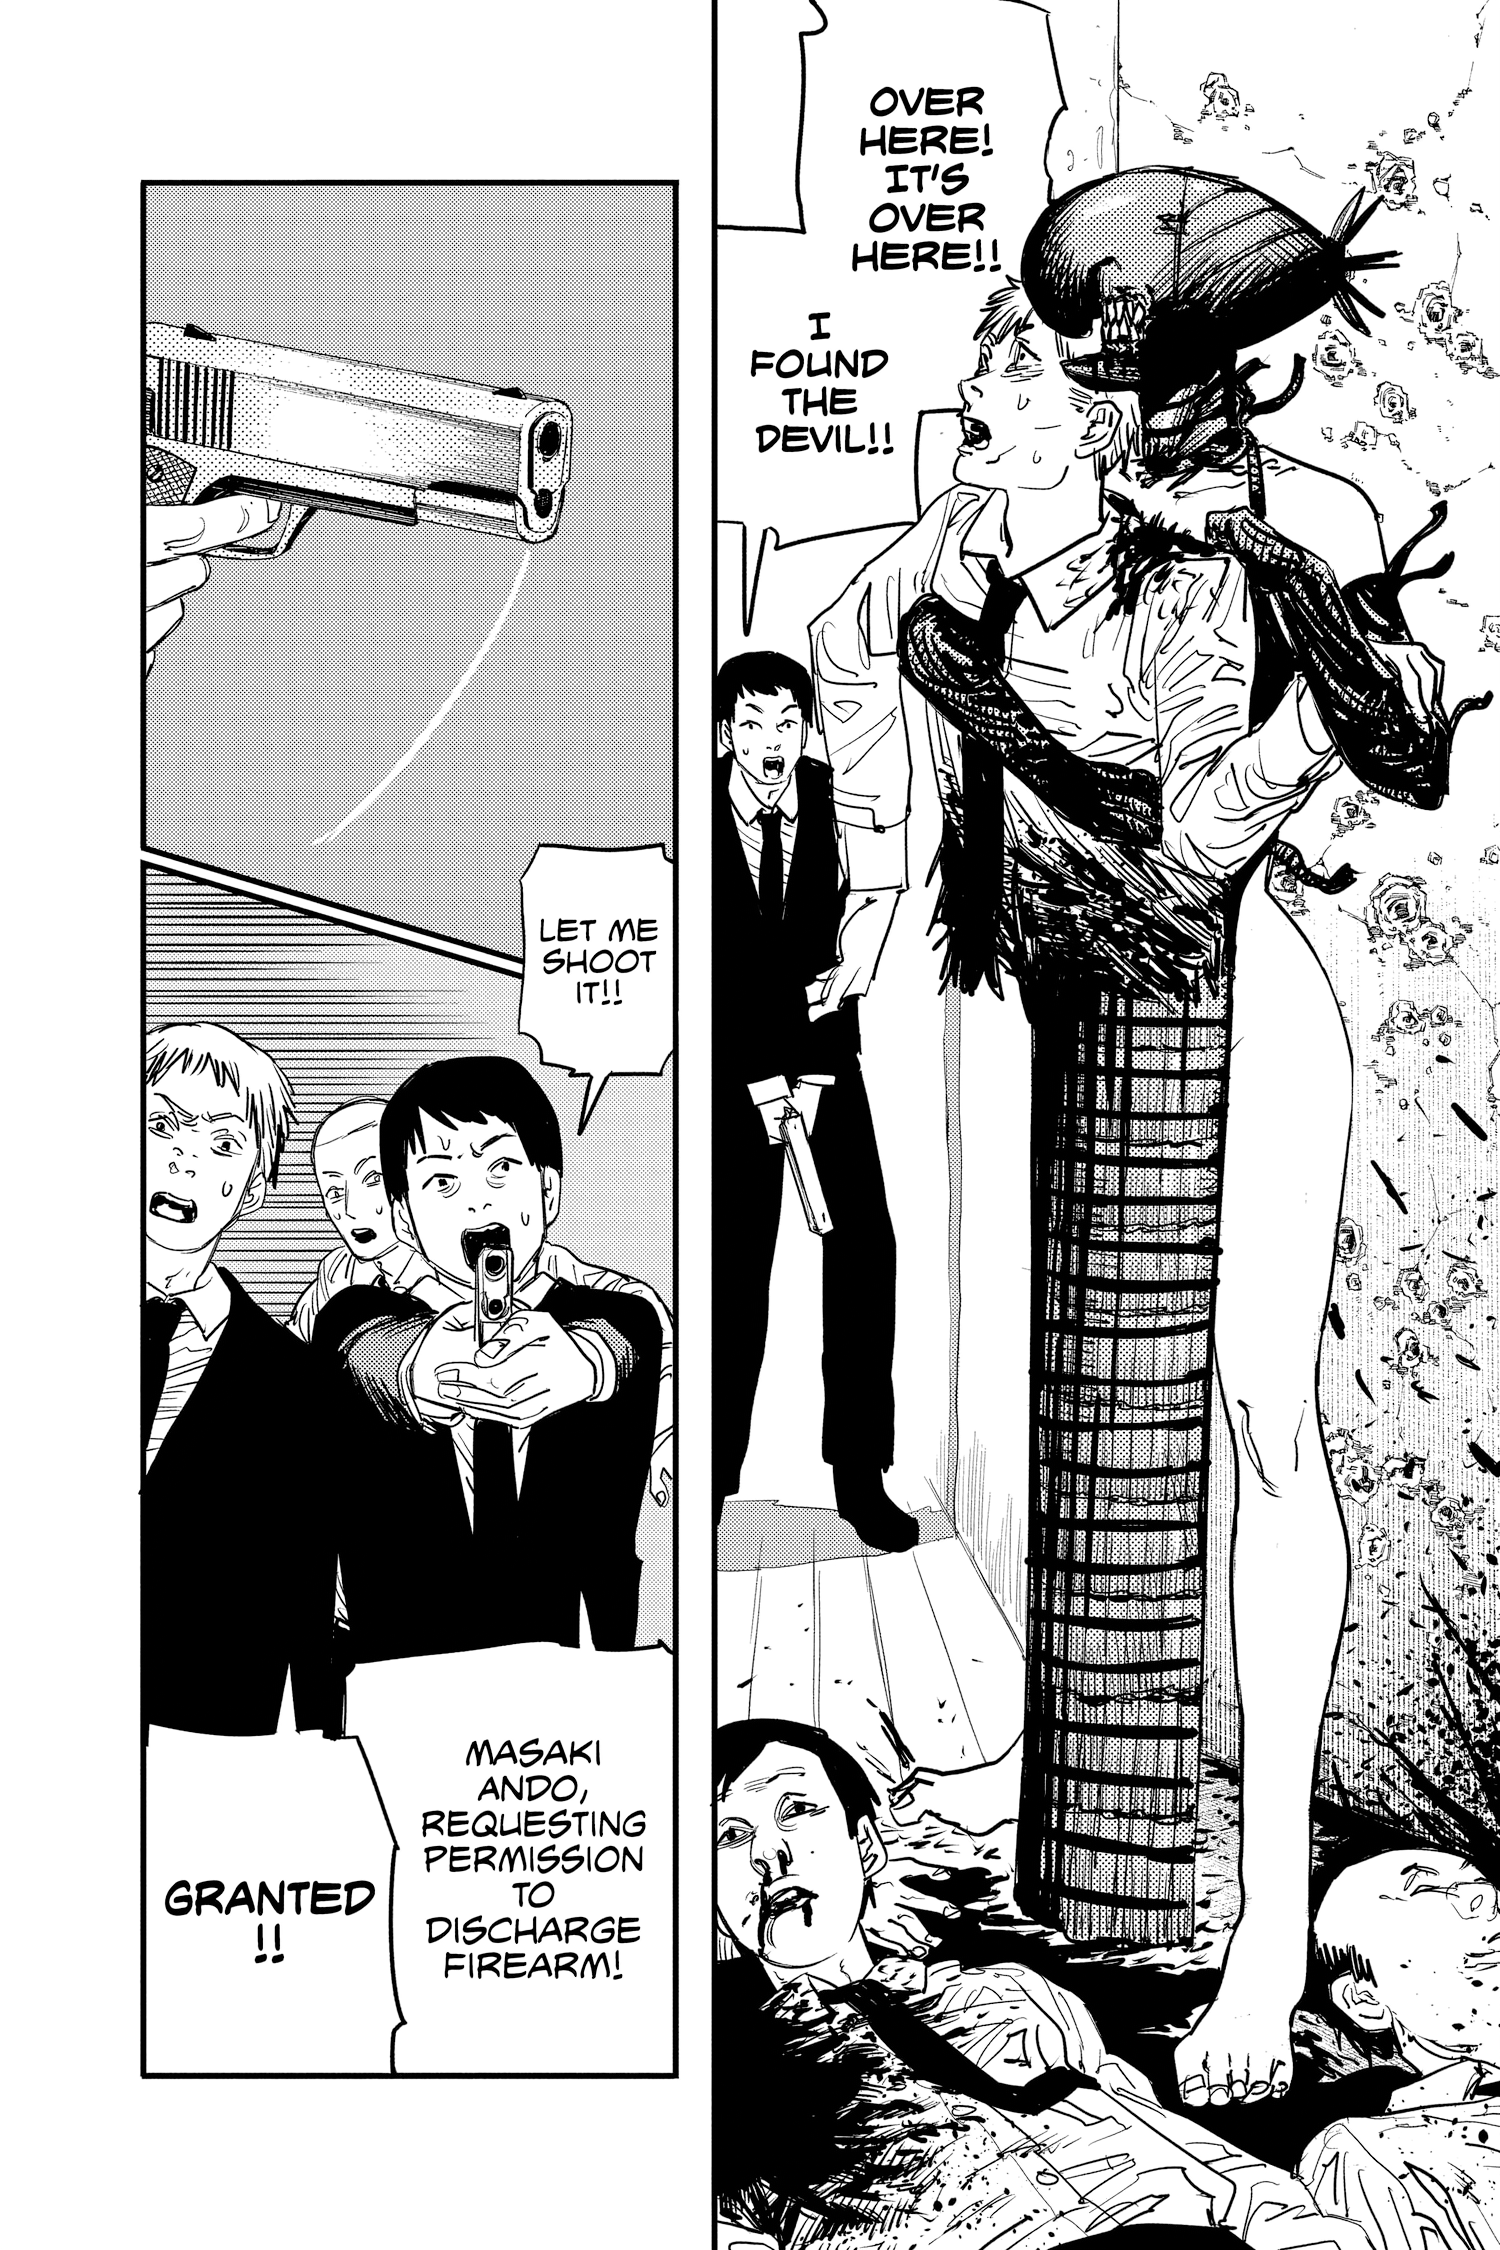 OVER
HERE!
IT'S
OVER
HERE!!
I
FOUND
THE
DEVIL!!
LET ME
SHOOT
IT!!
MASAKI
ANDO,
REQUESTING
PERMISSION
TO
DISCHARGE
FIREARM!
GRANTED
!!